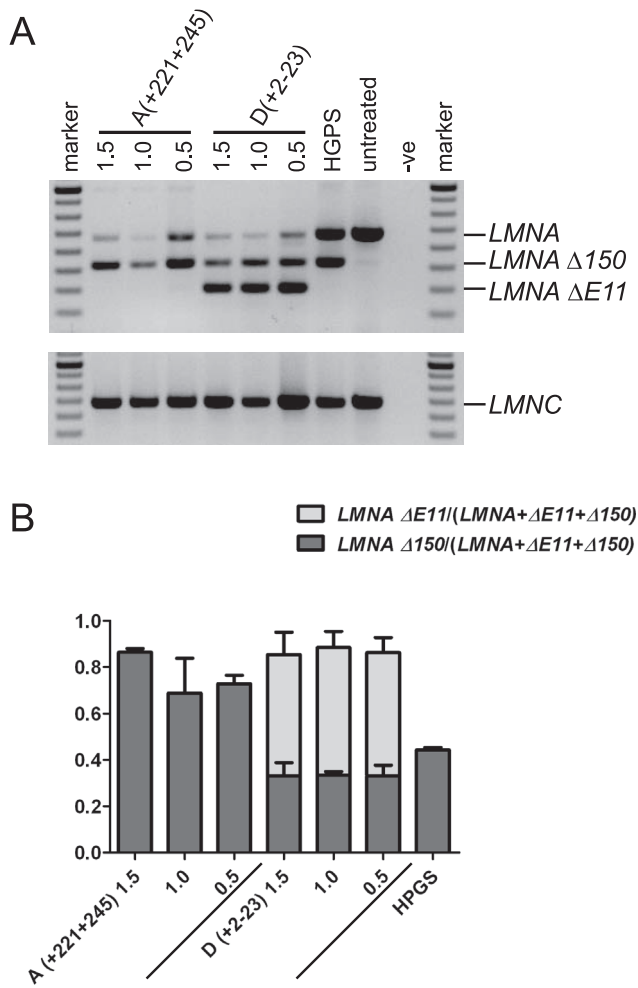 A
marker
A(+221+245)
1.5
1.0
0.5
D(+2-23)
1.5
1.0
0.5
HGPS
untreated
-ve
marker
LMNA
LMNA Δ150
LMNA ΔE11
LMNC
B
LMNA ΔE11/(LMNA+ΔE11+Δ150)
LMNA Δ150/(LMNA+ΔE11+Δ150)
1.0
0.8
0.6
0.4
0.2
0.0
A (+221+245) 1.5
1.0
0.5
D (+2-23) 1.5
1.0
0.5
HPGS